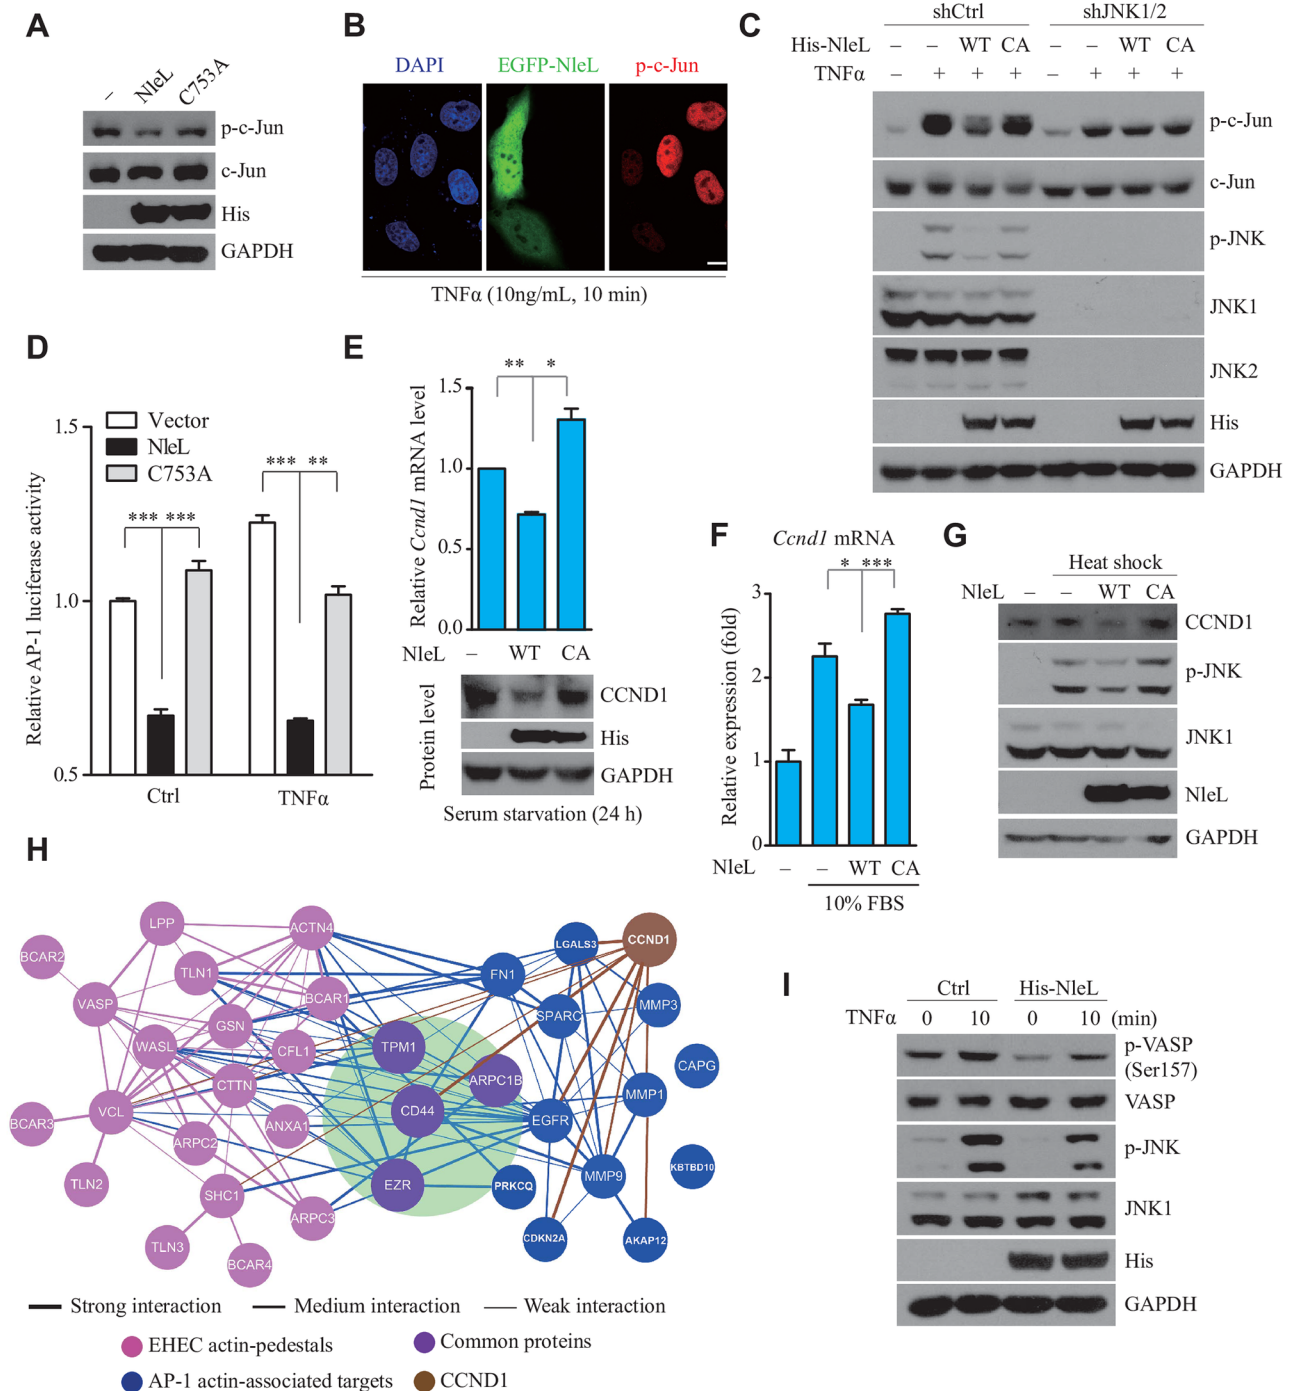 A
– NleL C753A
p-c-Jun
c-Jun
His
GAPDH
B
DAPI EGFP-NleL p-c-Jun
TNFα (10ng/mL, 10 min)
C
shCtrl shJNK1/2
His-NleL – – WT CA – – WT CA
TNFα – + + + – + + +
p-c-Jun
c-Jun
p-JNK
JNK1
JNK2
His
GAPDH
D
Vector
NleL
C753A
Relative AP-1 luciferase activity
1.5
1.0
0.5
*** ***
*** **
Ctrl TNFα
E
** *
Relative Ccnd1 mRNA level
1.5
1.0
0.5
0.0
NleL – WT CA
Protein level
CCND1
His
GAPDH
Serum starvation (24 h)
F
Ccnd1 mRNA
* ***
Relative expression (fold)
3
2
1
0
NleL – – WT CA
10% FBS
G
Heat shock
NleL – – WT CA
CCND1
p-JNK
JNK1
NleL
GAPDH
H
LPP
ACTN4
BCAR2
TLN1
VASP
BCAR1
GSN
WASL
CFL1
CTTN
VCL
BCAR3
ANXA1
ARPC2
TLN2
SHC1
ARPC3
TLN3
BCAR4
TPM1
ARPC1B
CD44
EZR
LGALS3
CCND1
FN1
SPARC
MMP3
CAPG
MMP1
EGFR
KBTBD10
MMP9
PRKCQ
CDKN2A
AKAP12
Strong interaction Medium interaction Weak interaction
EHEC actin-pedestals Common proteins
AP-1 actin-associated targets CCND1
I
Ctrl His-NleL
TNFα 0 10 0 10 (min)
p-VASP
(Ser157)
VASP
p-JNK
JNK1
His
GAPDH